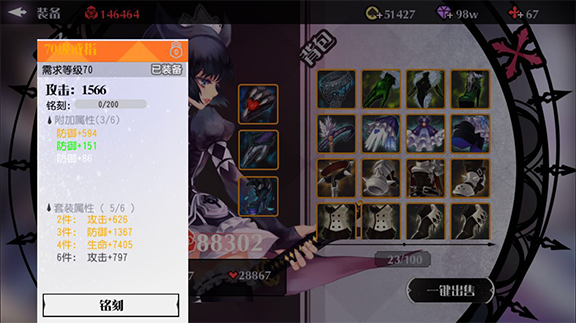 装备
146464
+51427
+98w
+67
70级戒指
需求等级70
已装备
攻击：1566
铭刻：
0/200
附加属性(3/6)
防御+594
防御+151
防御+86
套装属性 ( 5/6 )
2件: 攻击+626
3件: 防御+1367
4件: 生命+7405
6件: 攻击+797
铭刻
背包
88302
28867
23/100
一键出售